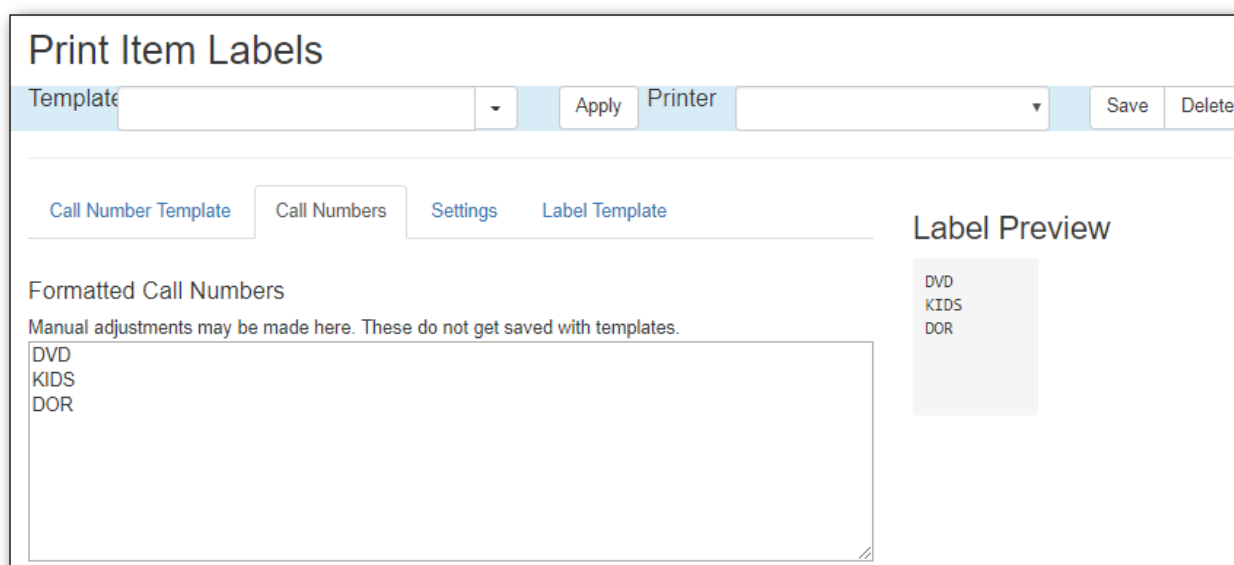 Print Item Labels
Template Apply Printer Save Delete
Call Number Template Call Numbers Settings Label Template
Label Preview
Formatted Call Numbers
Manual adjustments may be made here. These do not get saved with templates.
DVD
KIDS
DOR
DVD
KIDS
DOR